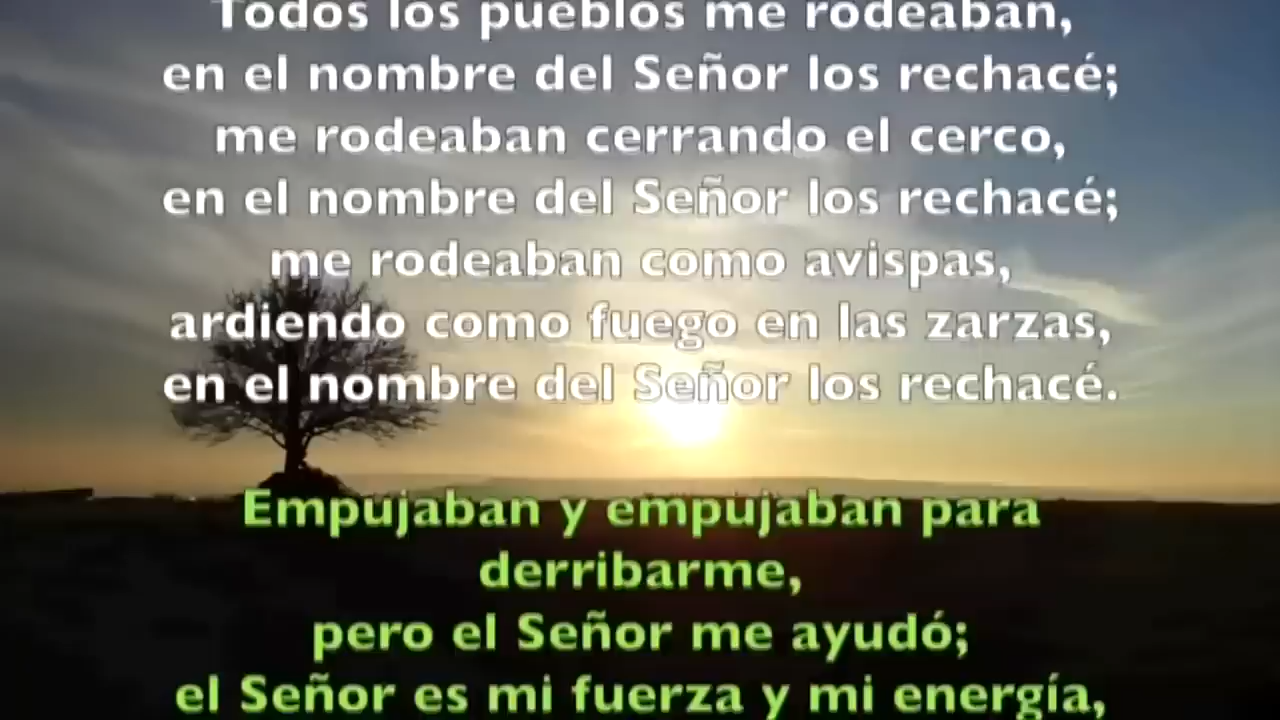 Todos los pueblos me rodeaban,
en el nombre del Señor los rechacé;
me rodeaban cerrando el cerco,
en el nombre del Señor los rechacé;
me rodeaban como avispas,
ardiendo como fuego en las zarzas,
en el nombre del Señor los rechacé.
Empujaban y empujaban para
derribarme,
pero el Señor me ayudó;
el Señor es mi fuerza y mi energía,